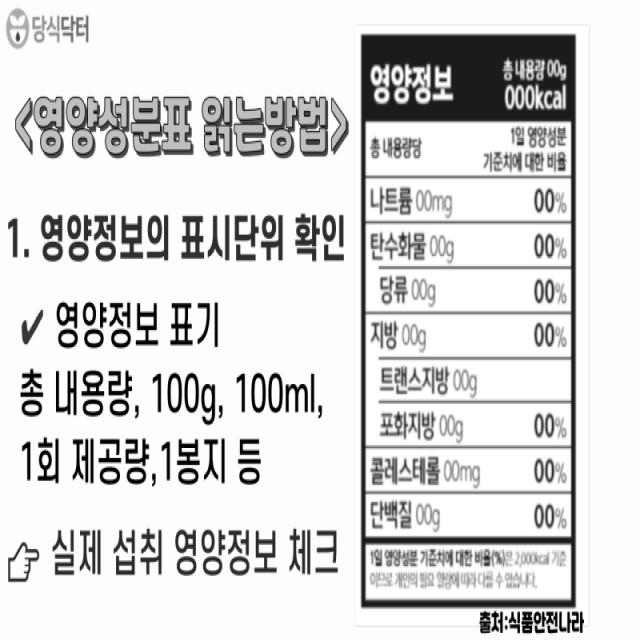 당식닥터
<영양성분표 읽는방법>
1. 영양정보의 표시단위 확인
✔ 영양정보 표기
총 내용량, 100g, 100ml,
1회 제공량,1봉지 등
👉 실제 섭취 영양정보 체크
영양정보
총 내용량 00g
000kcal
총 내용량당
1일 영양성분
기준치에 대한 비율
나트륨 00mg 00%
탄수화물 00g 00%
당류 00g 00%
지방 00g 00%
트랜스지방 00g
포화지방 00g 00%
콜레스테롤 00mg 00%
단백질 00g 00%
1일 영양성분 기준치에 대한 비율(%)은 2,000kcal 기준
이므로 개인의 필요 열량에 따라 다를 수 있습니다.
출처:식품안전나라